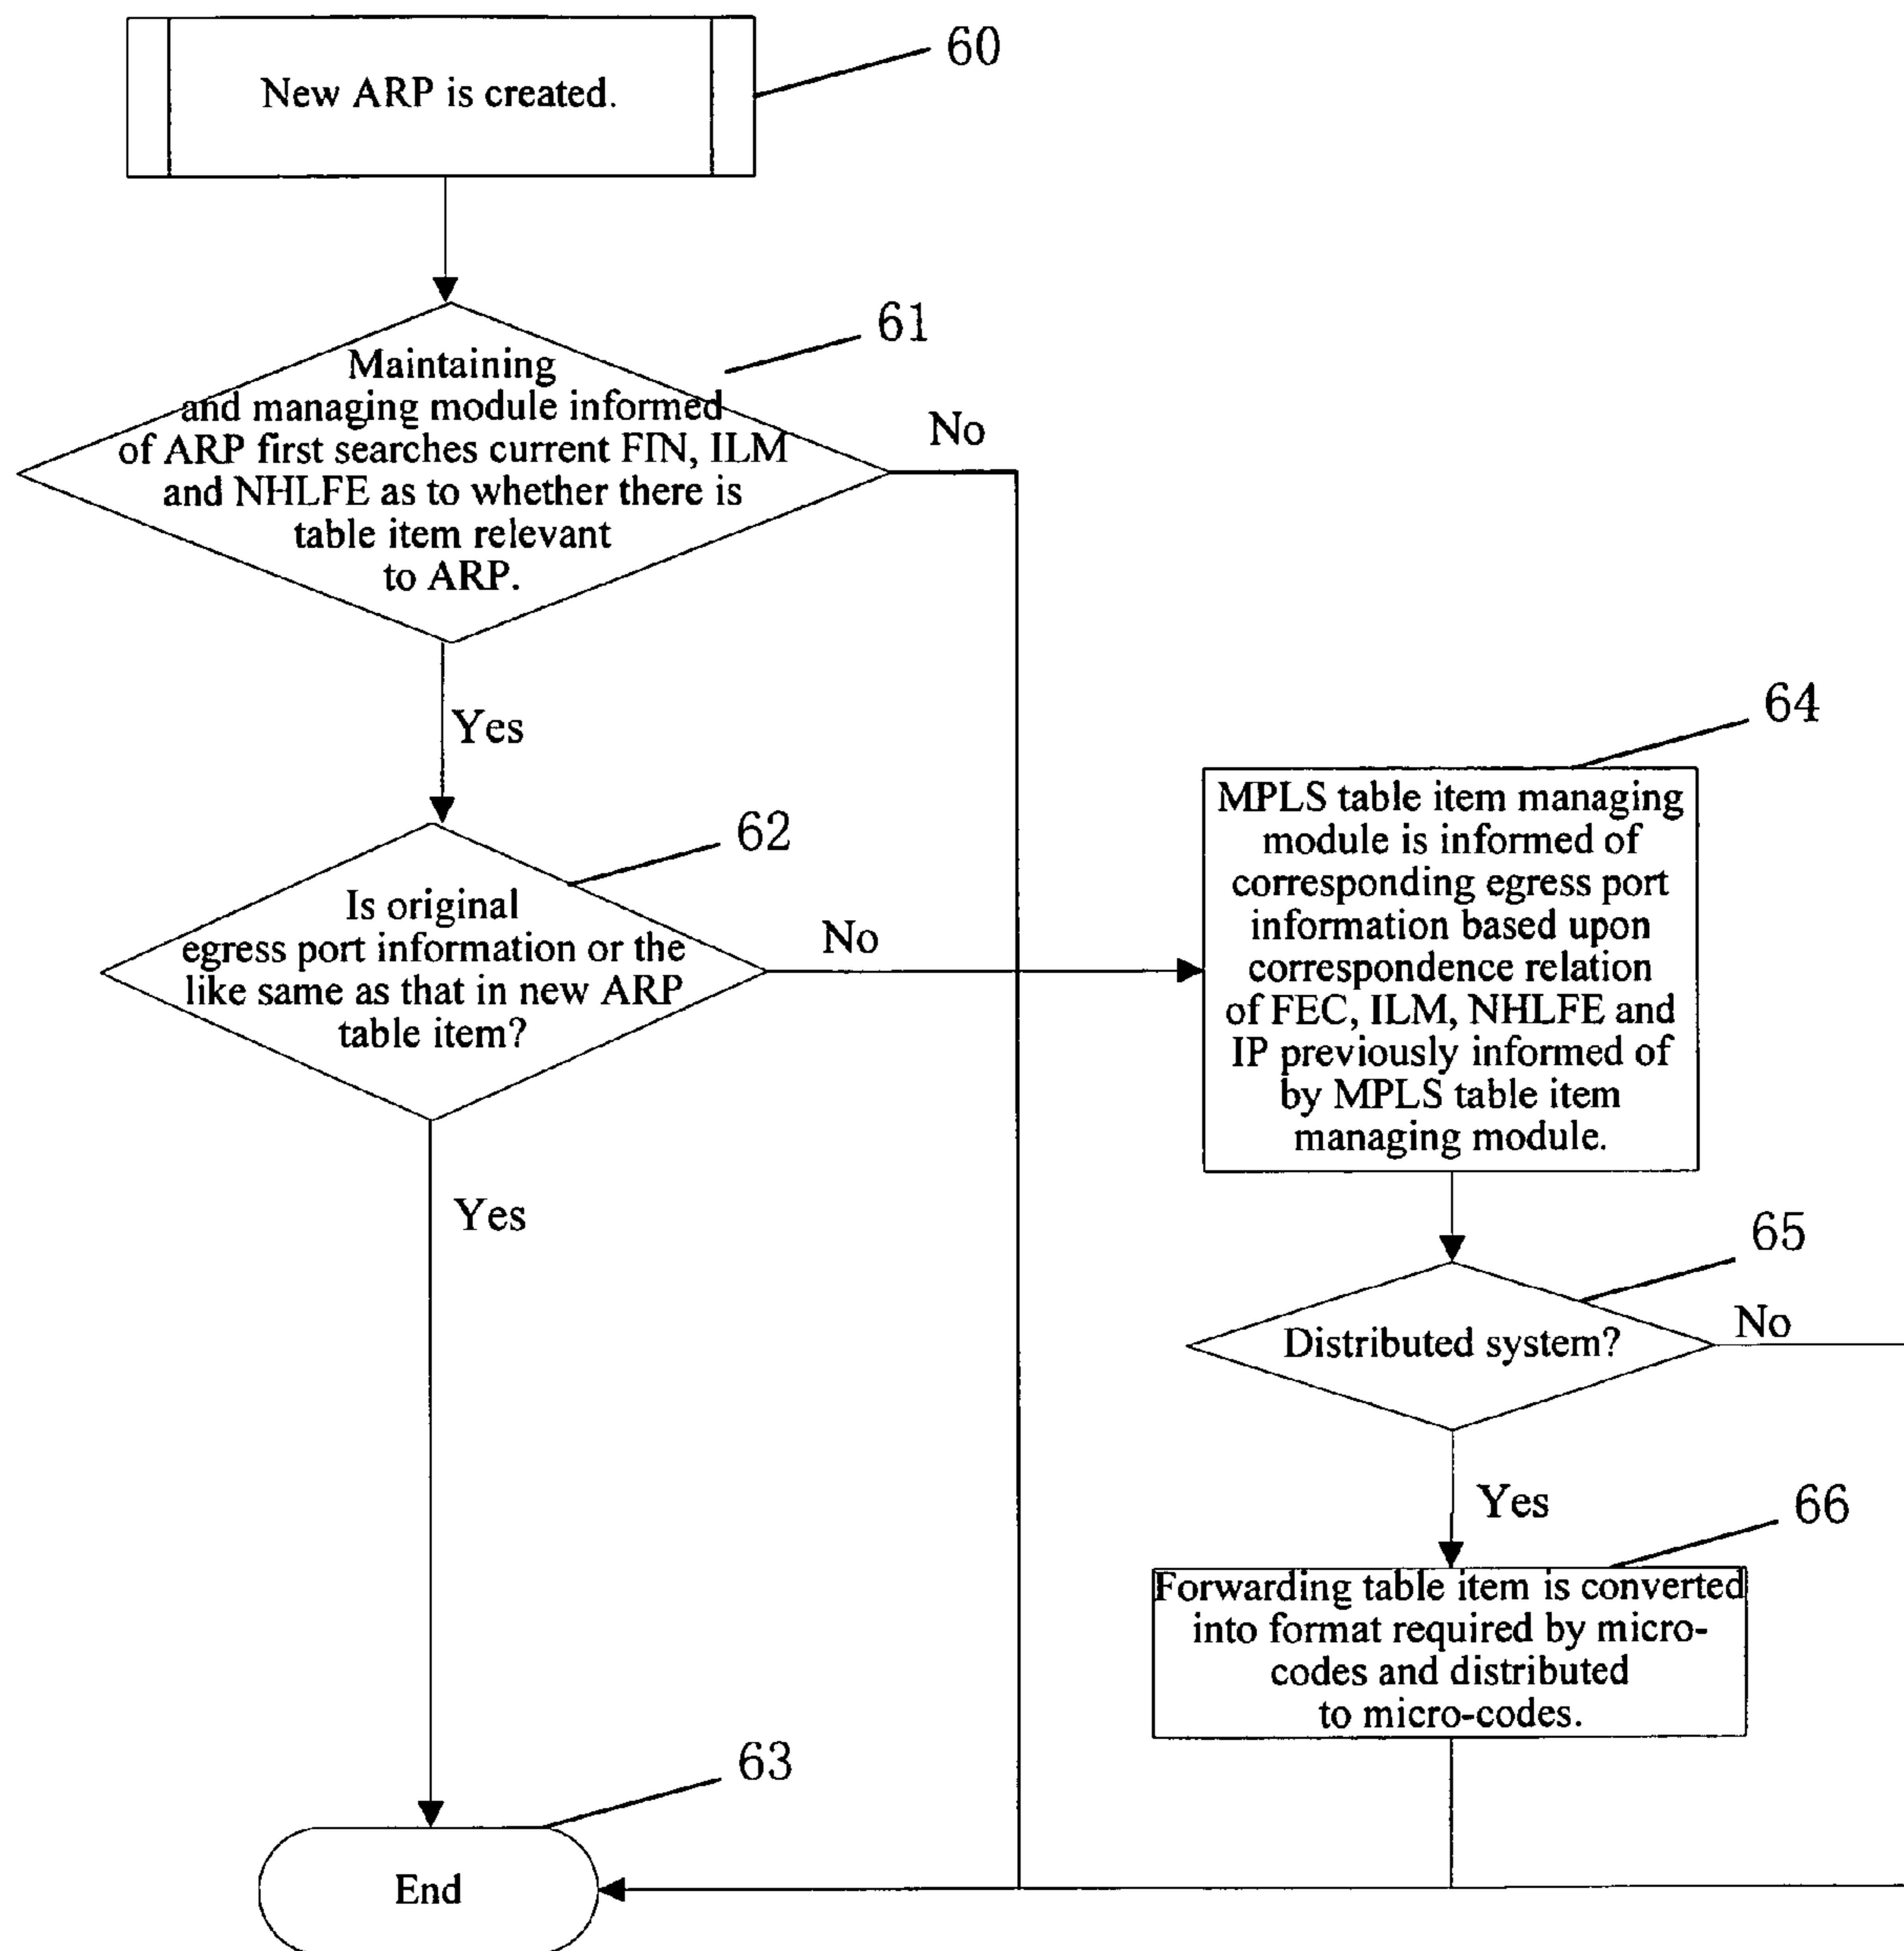 New ARP is created.
60
Maintaining
and managing module informed
of ARP first searches current FIN, ILM
and NHLFE as to whether there is
table item relevant
to ARP.
61
No
Yes
Is original
egress port information or the
like same as that in new ARP
table item?
62
No
Yes
MPLS table item managing
module is informed of
corresponding egress port
information based upon
correspondence relation
of FEC, ILM, NHLFE and
IP previously informed of
by MPLS table item
managing module.
64
Distributed system?
65
No
Yes
Forwarding table item is converted
into format required by micro-
codes and distributed
to micro-codes.
66
End
63